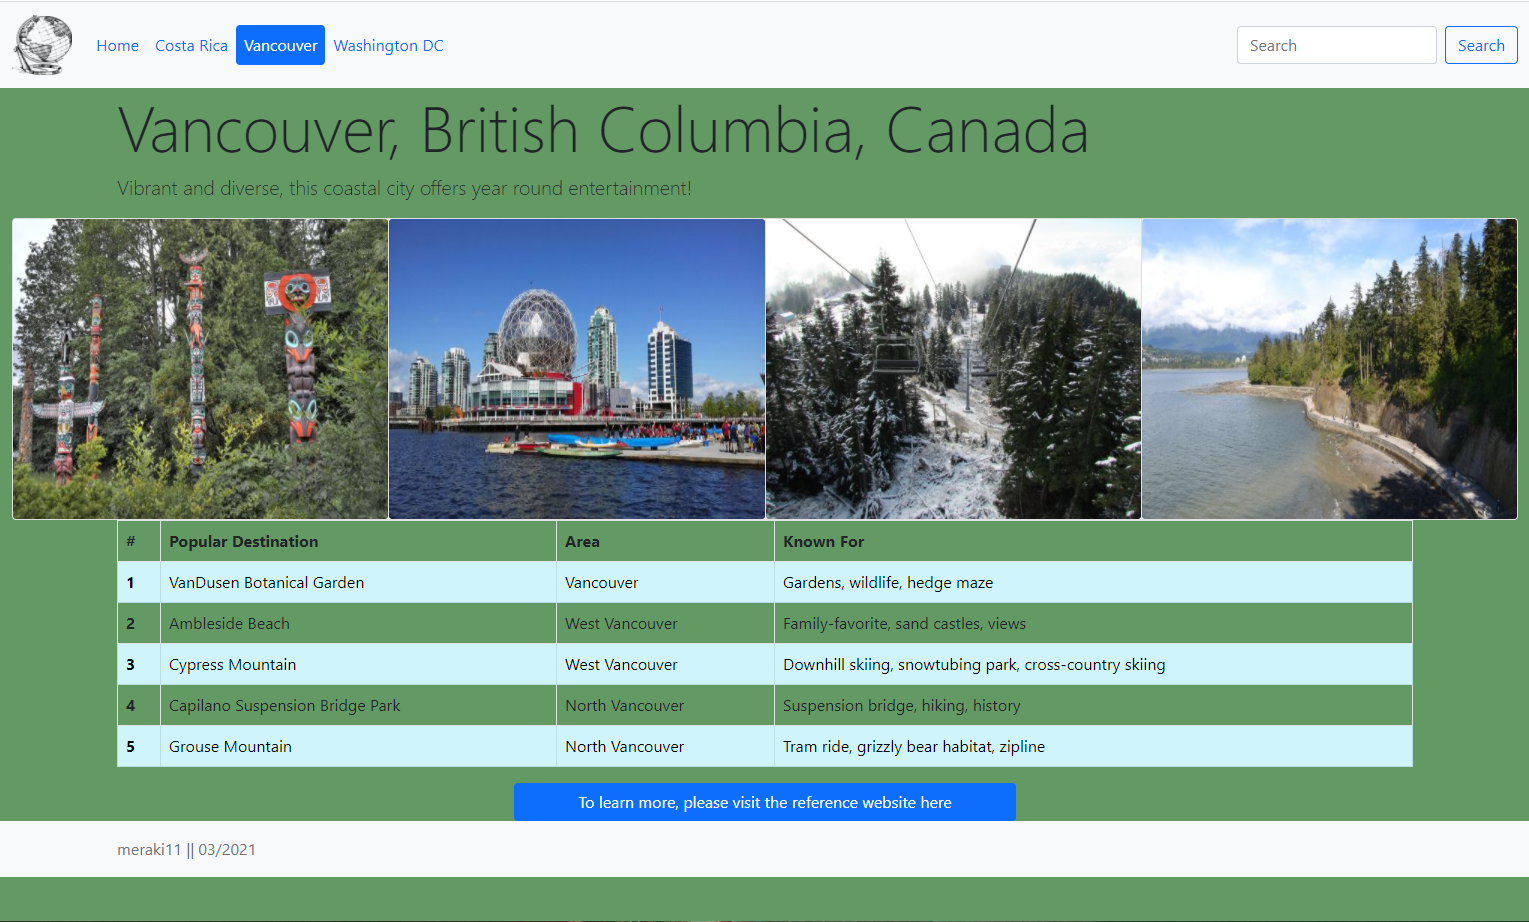 Home Costa Rica Vancouver Washington DC Search Search
Vancouver, British Columbia, Canada
Vibrant and diverse, this coastal city offers year round entertainment!
# Popular Destination Area Known For
1 VanDusen Botanical Garden Vancouver Gardens, wildlife, hedge maze
2 Ambleside Beach West Vancouver Family-favorite, sand castles, views
3 Cypress Mountain West Vancouver Downhill skiing, snowtubing park, cross-country skiing
4 Capilano Suspension Bridge Park North Vancouver Suspension bridge, hiking, history
5 Grouse Mountain North Vancouver Tram ride, grizzly bear habitat, zipline
To learn more, please visit the reference website here
meraki11 || 03/2021